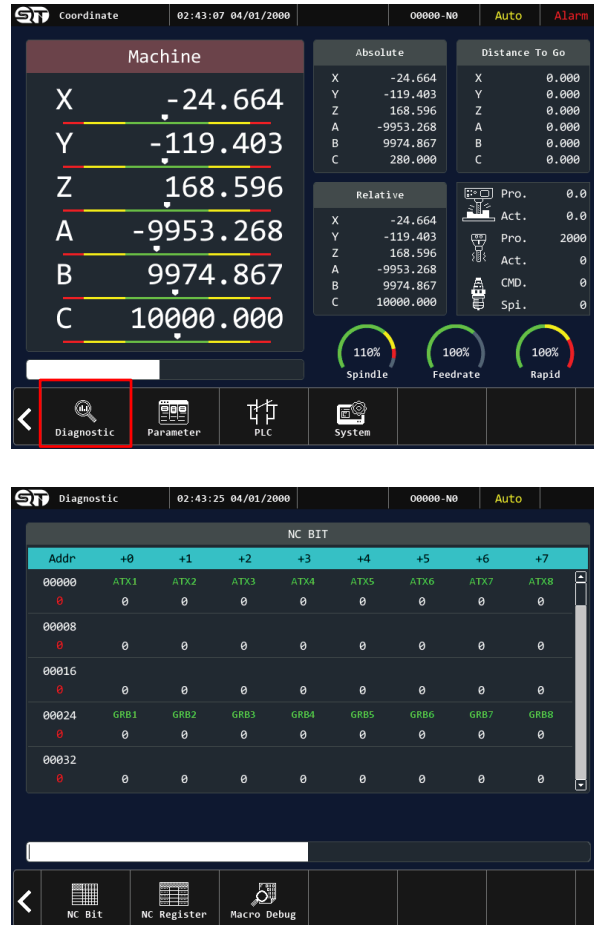 Coordinate 02:43:07 04/01/2000 O0000-N0 Auto Alarm
Machine
X -24.664
Y -119.403
Z 168.596
A -9953.268
B 9974.867
C 10000.000
Absolute
X -24.664
Y -119.403
Z 168.596
A -9953.268
B 9974.867
C 280.000
Distance To Go
X 0.000
Y 0.000
Z 0.000
A 0.000
B 0.000
C 0.000
Relative
X -24.664
Y -119.403
Z 168.596
A -9953.268
B 9974.867
C 10000.000
Pro. 0.0
Act. 0.0
Pro. 2000
Act. 0
CMD. 0
Spi. 0
110% 100% 100%
Spindle Feedrate Rapid
Diagnostic Parameter PLC System
Diagnostic 02:43:25 04/01/2000 O0000-N0 Auto
NC BIT
Addr +0 +1 +2 +3 +4 +5 +6 +7
00000 ATX1 ATX2 ATX3 ATX4 ATX5 ATX6 ATX7 ATX8
0 0 0 0 0 0 0 0 0
00008
0 0 0 0 0 0 0 0 0
00016
0 0 0 0 0 0 0 0 0
00024 GRB1 GRB2 GRB3 GRB4 GRB5 GRB6 GRB7 GRB8
0 0 0 0 0 0 0 0 0
00032
0 0 0 0 0 0 0 0 0
NC Bit NC Register Macro Debug